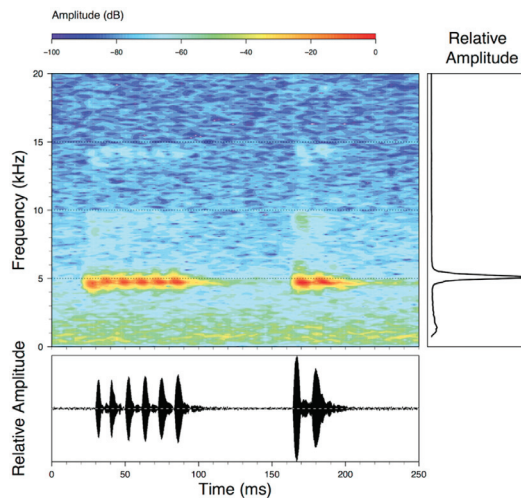 Amplitude (dB)
−100 −80 −60 −40 −20 0
Relative
Amplitude
20
15
10
5
0
Frequency (kHz)
Relative Amplitude
0 50 100 150 200 250
Time (ms)